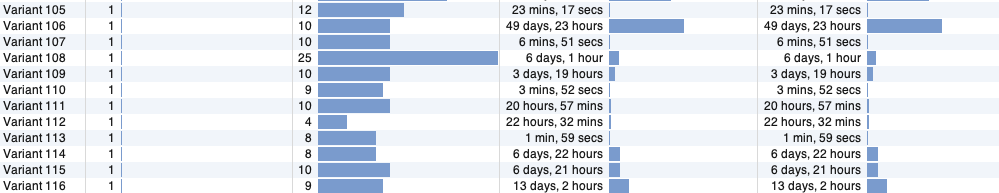 Variant 105 1 12 23 mins, 17 secs 23 mins, 17 secs
Variant 106 1 10 49 days, 23 hours 49 days, 23 hours
Variant 107 1 10 6 mins, 51 secs 6 mins, 51 secs
Variant 108 1 25 6 days, 1 hour 6 days, 1 hour
Variant 109 1 10 3 days, 19 hours 3 days, 19 hours
Variant 110 1 9 3 mins, 52 secs 3 mins, 52 secs
Variant 111 1 10 20 hours, 57 mins 20 hours, 57 mins
Variant 112 1 4 22 hours, 32 mins 22 hours, 32 mins
Variant 113 1 8 1 min, 59 secs 1 min, 59 secs
Variant 114 1 8 6 days, 22 hours 6 days, 22 hours
Variant 115 1 10 6 days, 21 hours 6 days, 21 hours
Variant 116 1 9 13 days, 2 hours 13 days, 2 hours